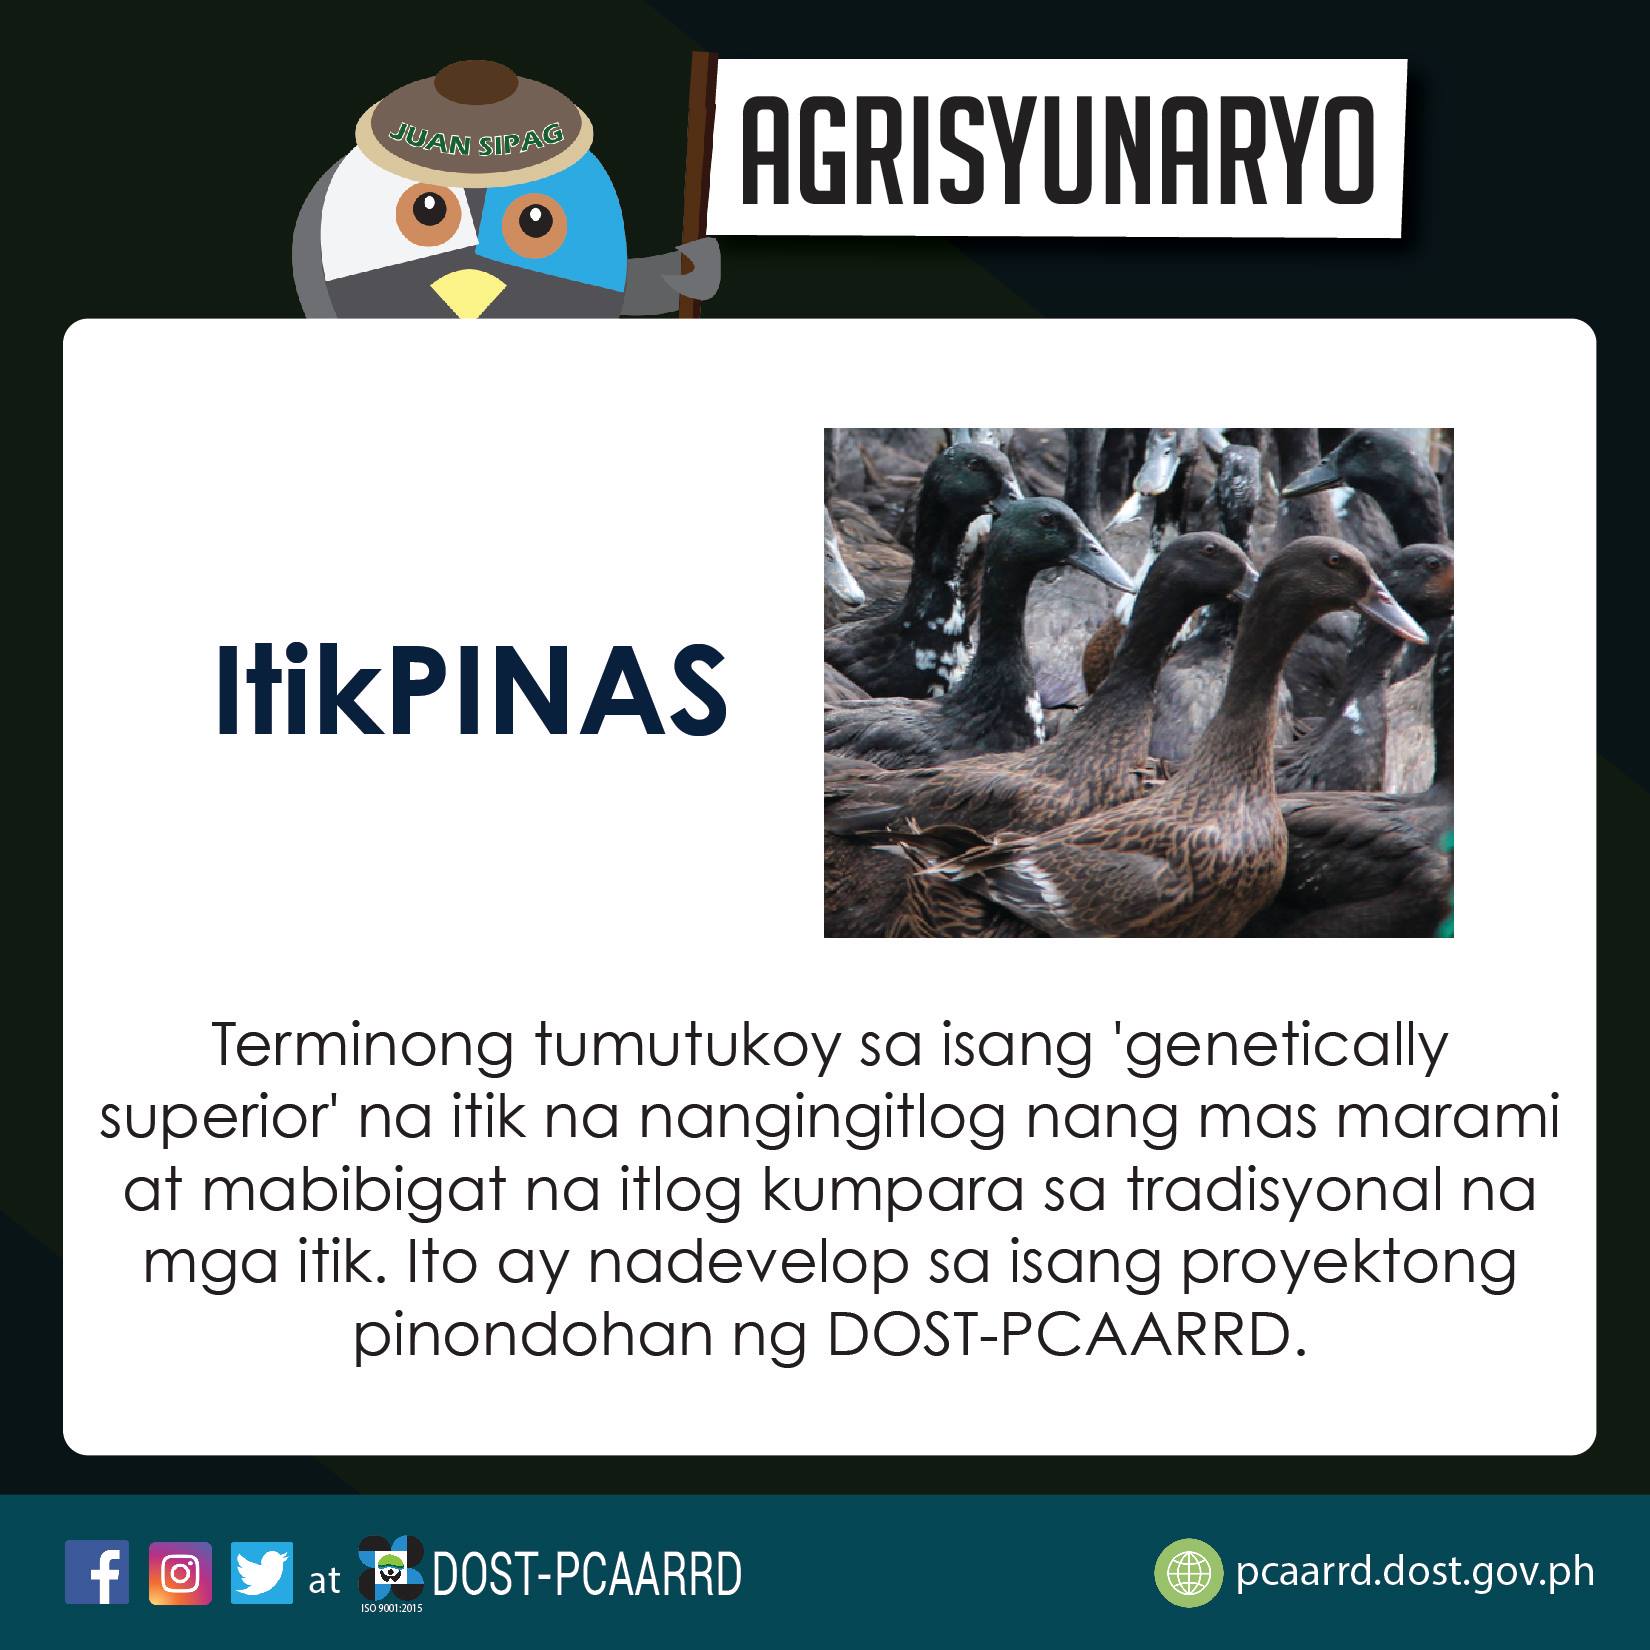 JUAN SIPAG
AGRISYUNARYO
ItikPINAS
Terminong tumutukoy sa isang 'genetically
superior' na itik na nangingitlog nang mas marami
at mabibigat na itlog kumpara sa tradisyonal na
mga itik. Ito ay nadevelop sa isang proyektong
pinondohan ng DOST-PCAARRD.
at DOST-PCAARRD
ISO 9001:2015
pcaarrd.dost.gov.ph